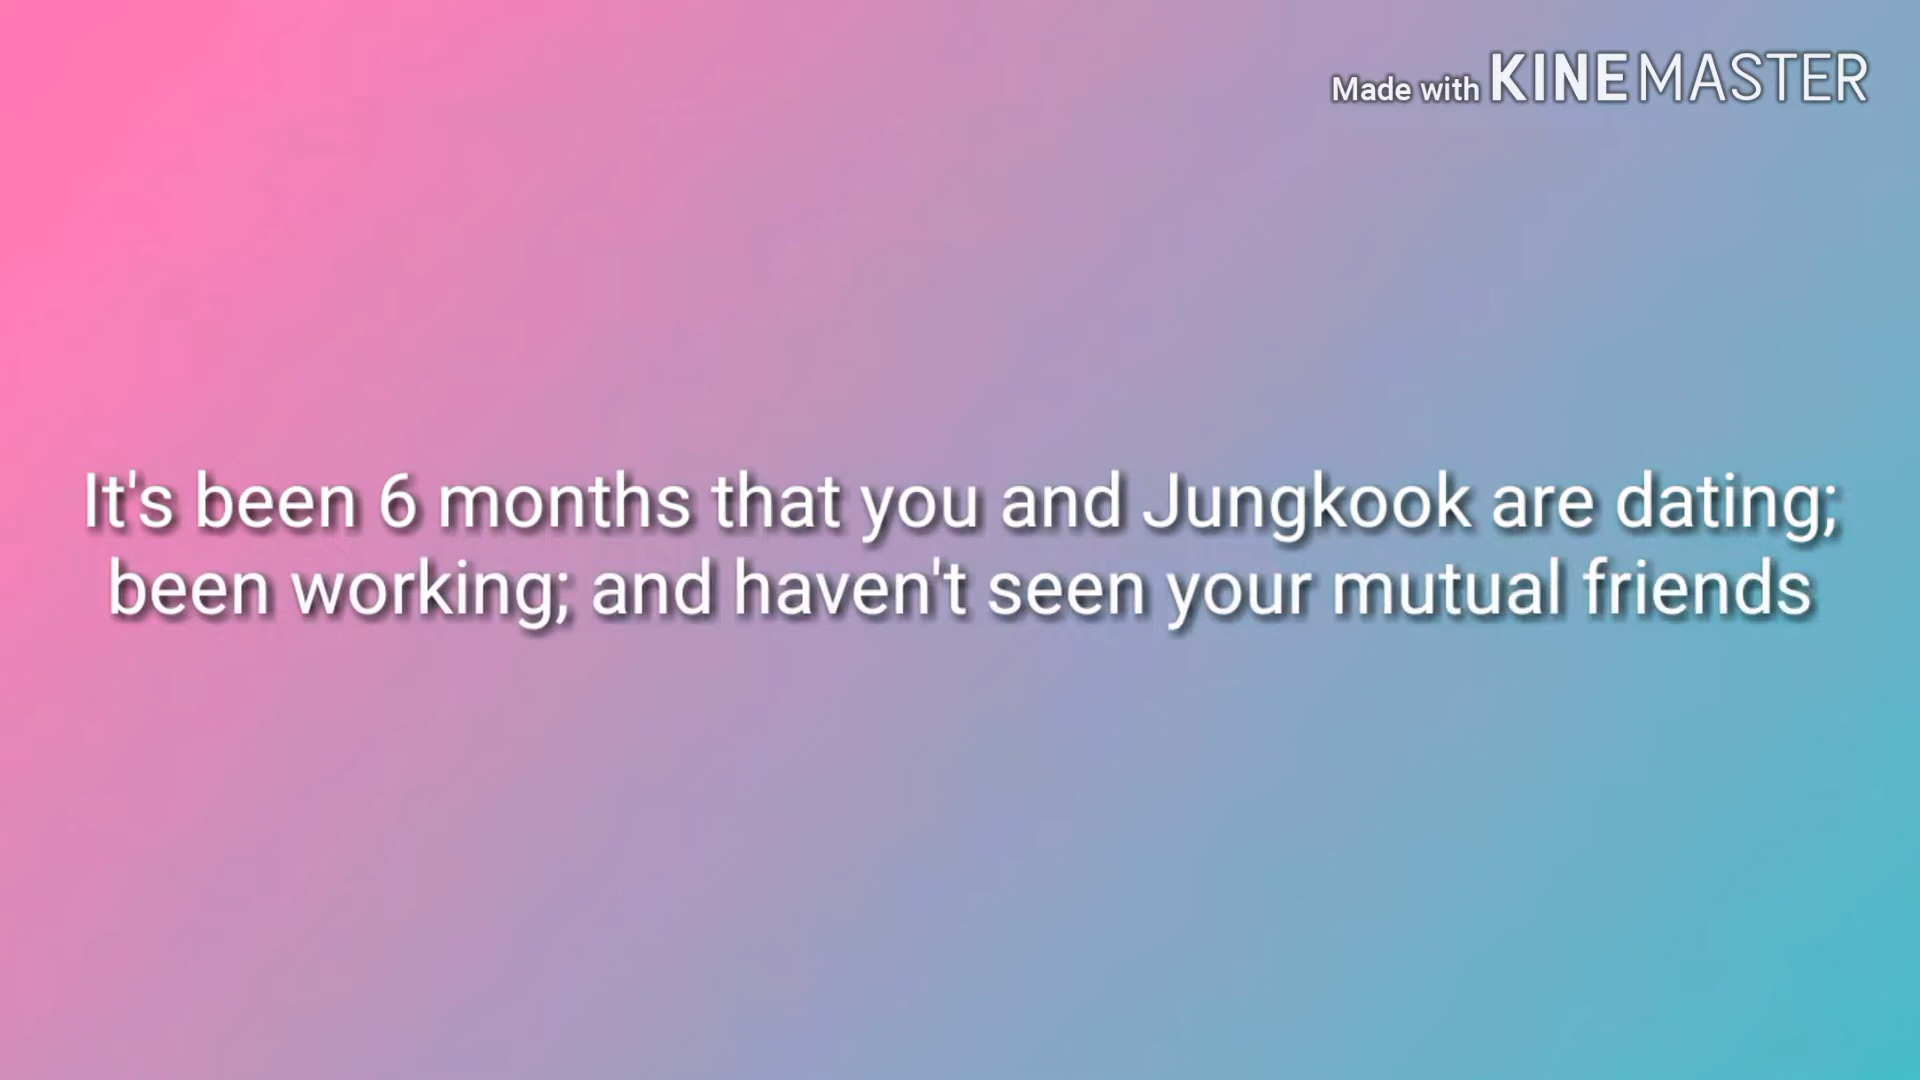 Made with KINEMASTER
It's been 6 months that you and Jungkook are dating;
been working; and haven't seen your mutual friends